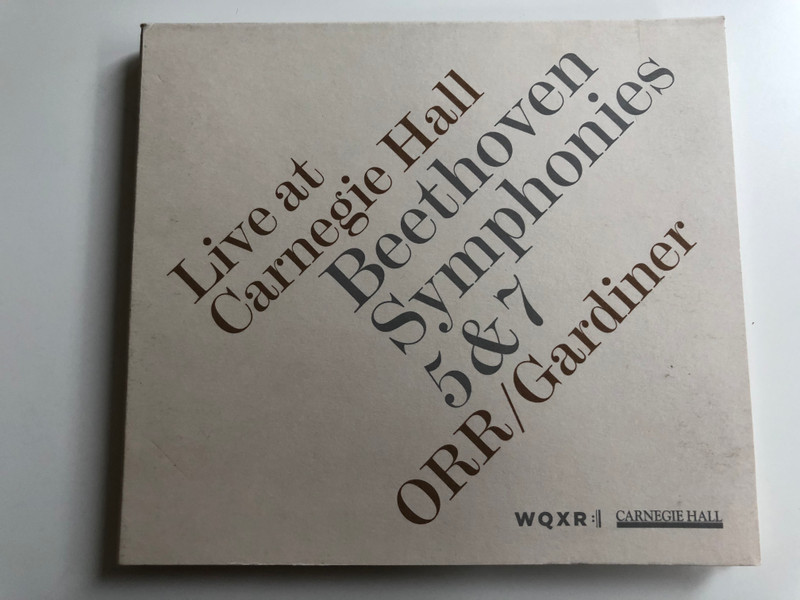 Live at
Carnegie Hall
Beethoven
Symphonies
5 & 7
ORR/Gardiner
WQXR
CARNEGIE HALL